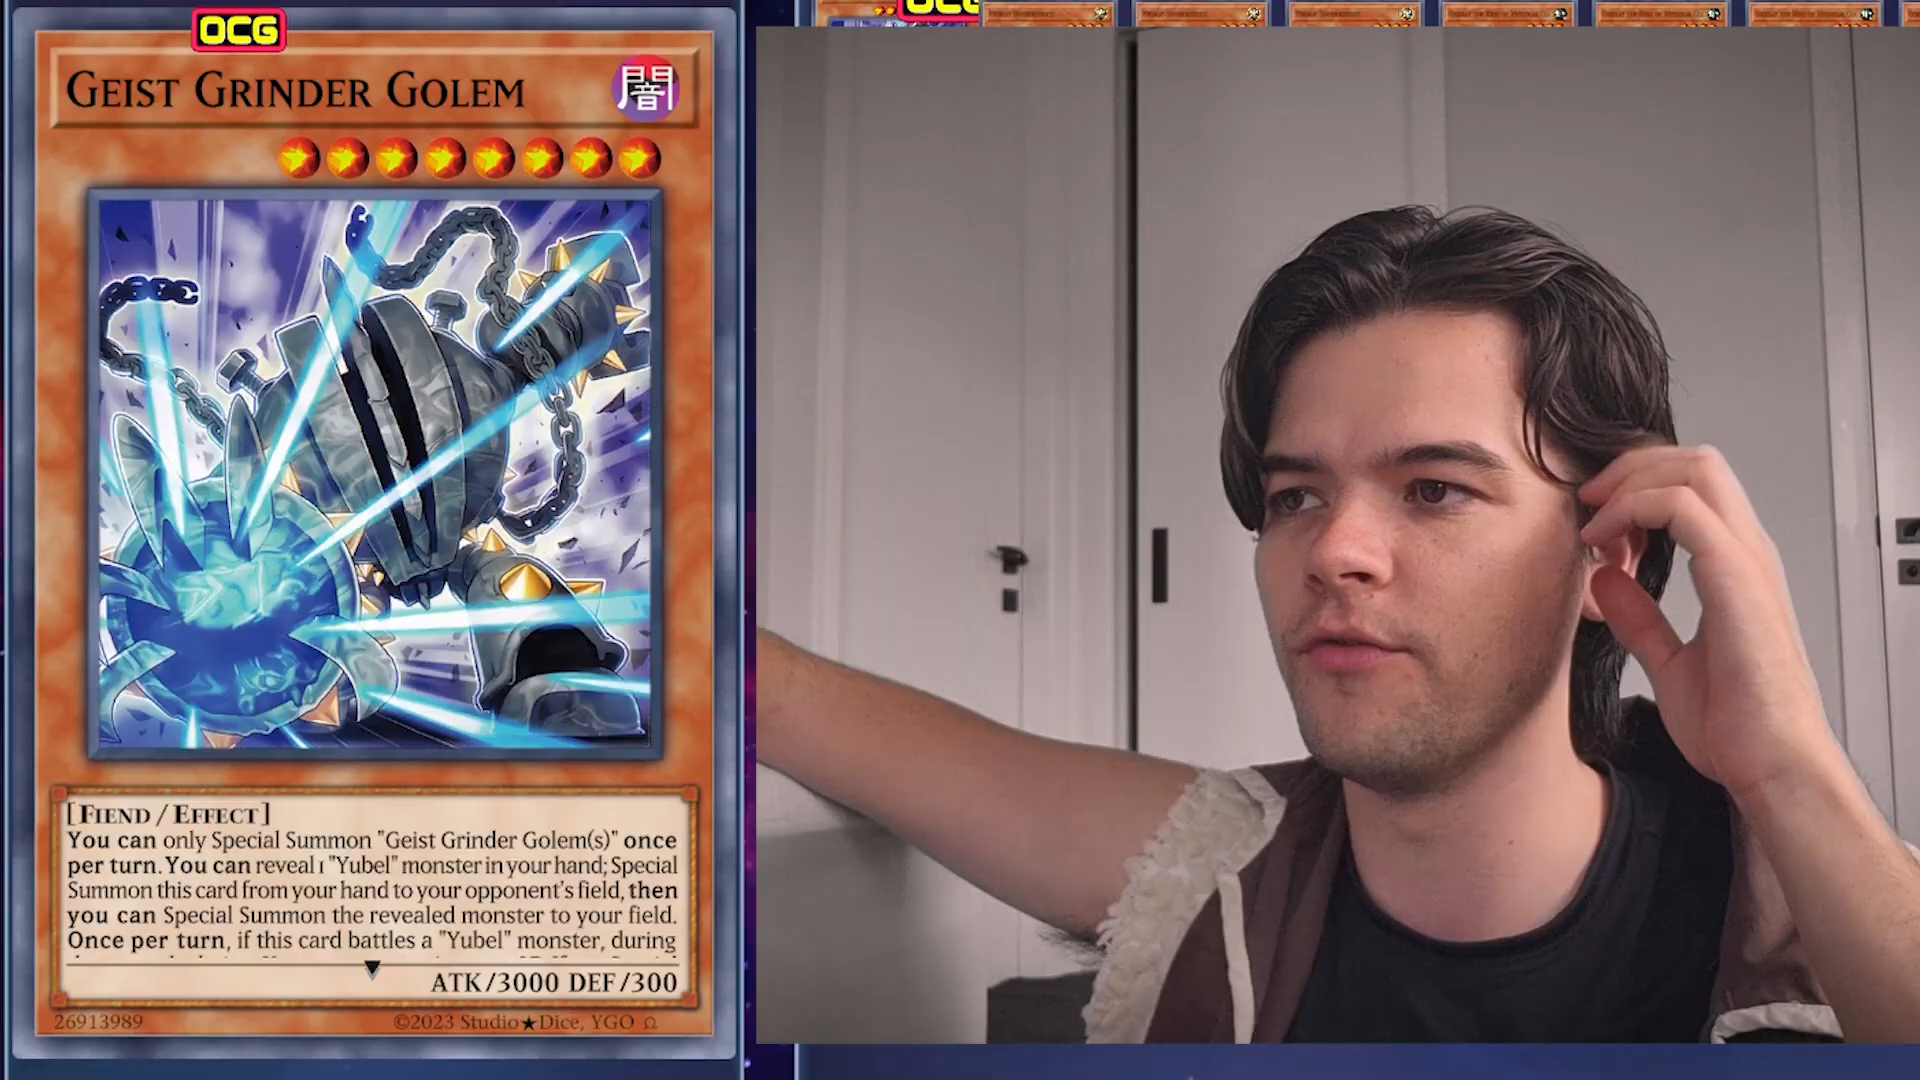 OCG
GEIST GRINDER GOLEM
闇
[FIEND / EFFECT]
You can only Special Summon "Geist Grinder Golem(s)" once
per turn. You can reveal 1 "Yubel" monster in your hand; Special
Summon this card from your hand to your opponent's field, then
you can Special Summon the revealed monster to your field.
Once per turn, if this card battles a "Yubel" monster, during
ATK/3000 DEF/300
26913989
©2023 Studio★Dice, YGO Ω